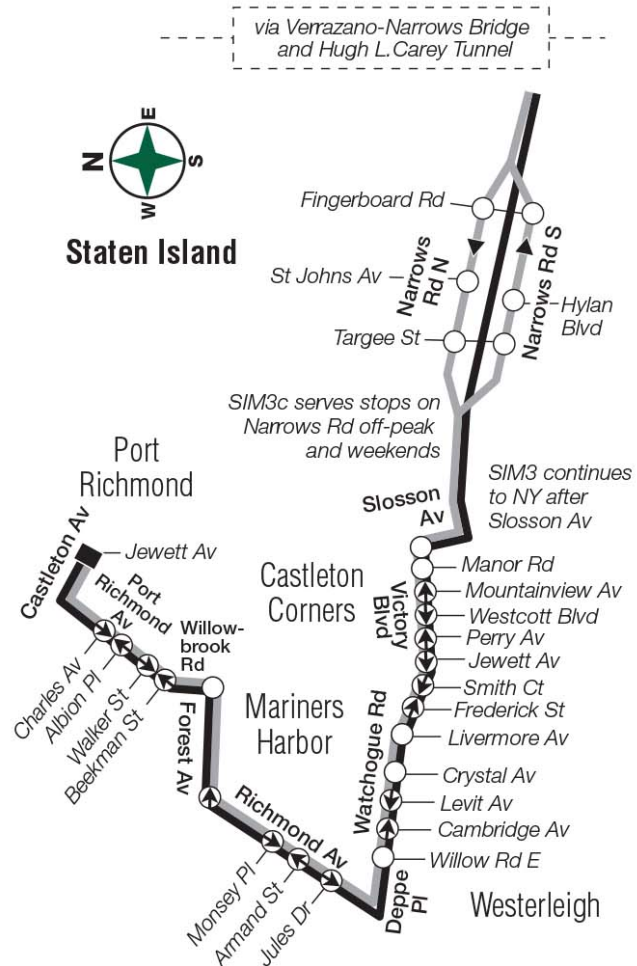 via Verrazano-Narrows Bridge
and Hugh L.Carey Tunnel
E
N
S
W
Staten Island
Fingerboard Rd
Narrows
Rd N
Narrows Rd S
St Johns Av
Hylan
Blvd
Targee St
SIM3c serves stops on
Narrows Rd off-peak
and weekends
Port
Richmond
Slosson
Av
SIM3 continues
to NY after
Slosson Av
Castleton Av
Jewett Av
Port
Richmond
Av
Castleton
Corners
Victory
Blvd
Manor Rd
Mountainview Av
Westcott Blvd
Perry Av
Jewett Av
Smith Ct
Frederick St
Livermore Av
Crystal Av
Levit Av
Cambridge Av
Willow Rd E
Willow-
brook
Rd
Charles Av
Albion Pl
Walker St
Beekman St
Forest Av
Mariners
Harbor
Watchogue Rd
Richmond Av
Monsey Pl
Armand St
Jules Dr
Deppe
Pl
Westerleigh